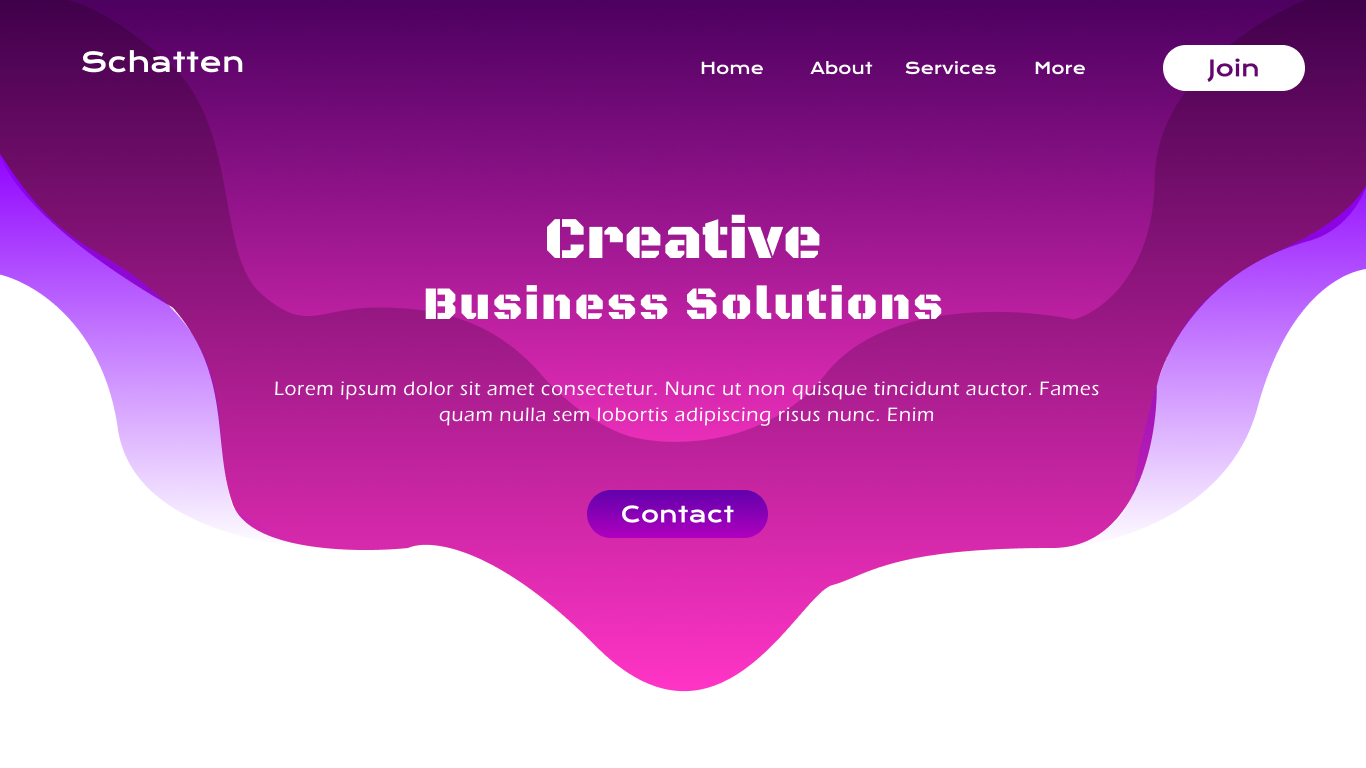 Schatten
Home About Services More Join
Creative
Business Solutions
Lorem ipsum dolor sit amet consectetur. Nunc ut non quisque tincidunt auctor. Fames
quam nulla sem lobortis adipiscing risus nunc. Enim
Contact